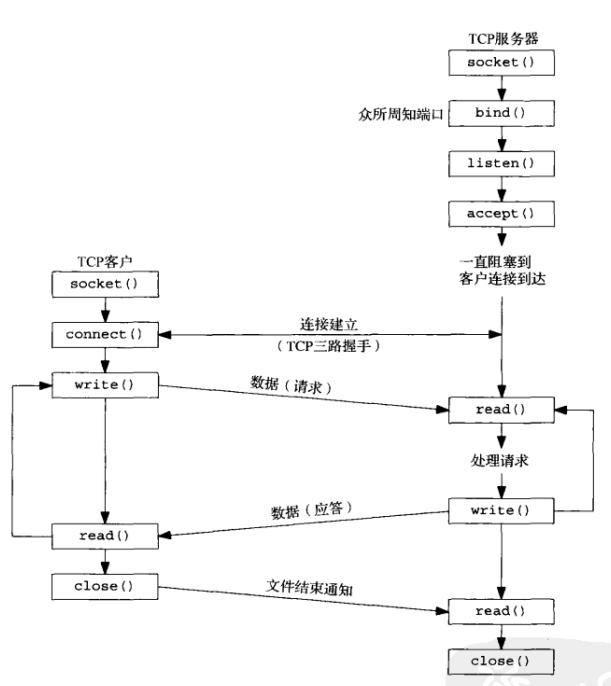 TCP服务器
socket()
众所周知端口
bind()
listen()
accept()
一直阻塞到
客户连接到达
TCP客户
socket()
connect()
连接建立
(TCP三路握手)
write()
数据(请求)
read()
处理请求
数据(应答)
write()
read()
close()
文件结束通知
read()
close()